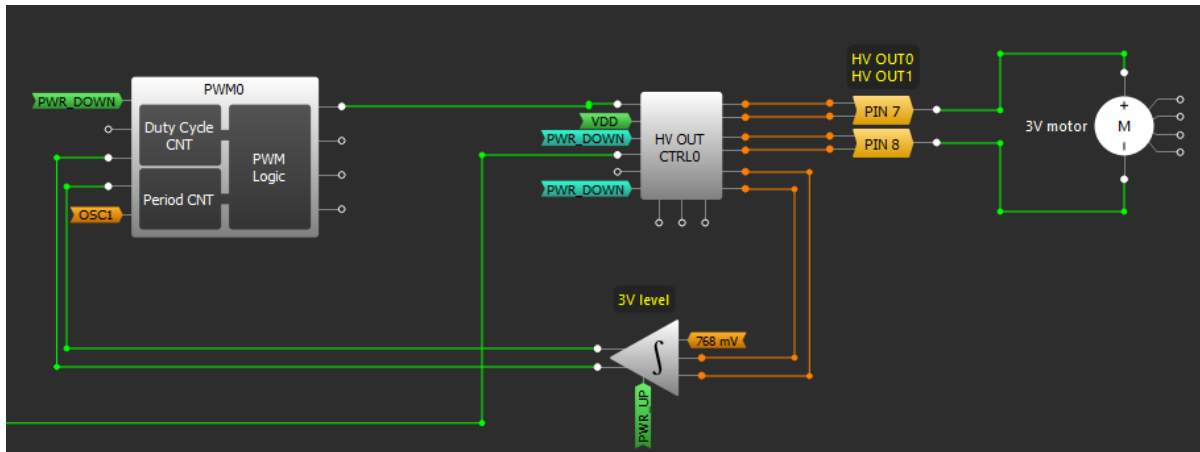 PWM0
PWR_DOWN
Duty Cycle
CNT
Period CNT
PWM
Logic
OSC1
VDD
PWR_DOWN
PWR_DOWN
HV OUT
CTRL0
HV OUT0
HV OUT1
PIN 7
PIN 8
3V motor
+
M
-
3V level
∫
768 mV
PWR_UP